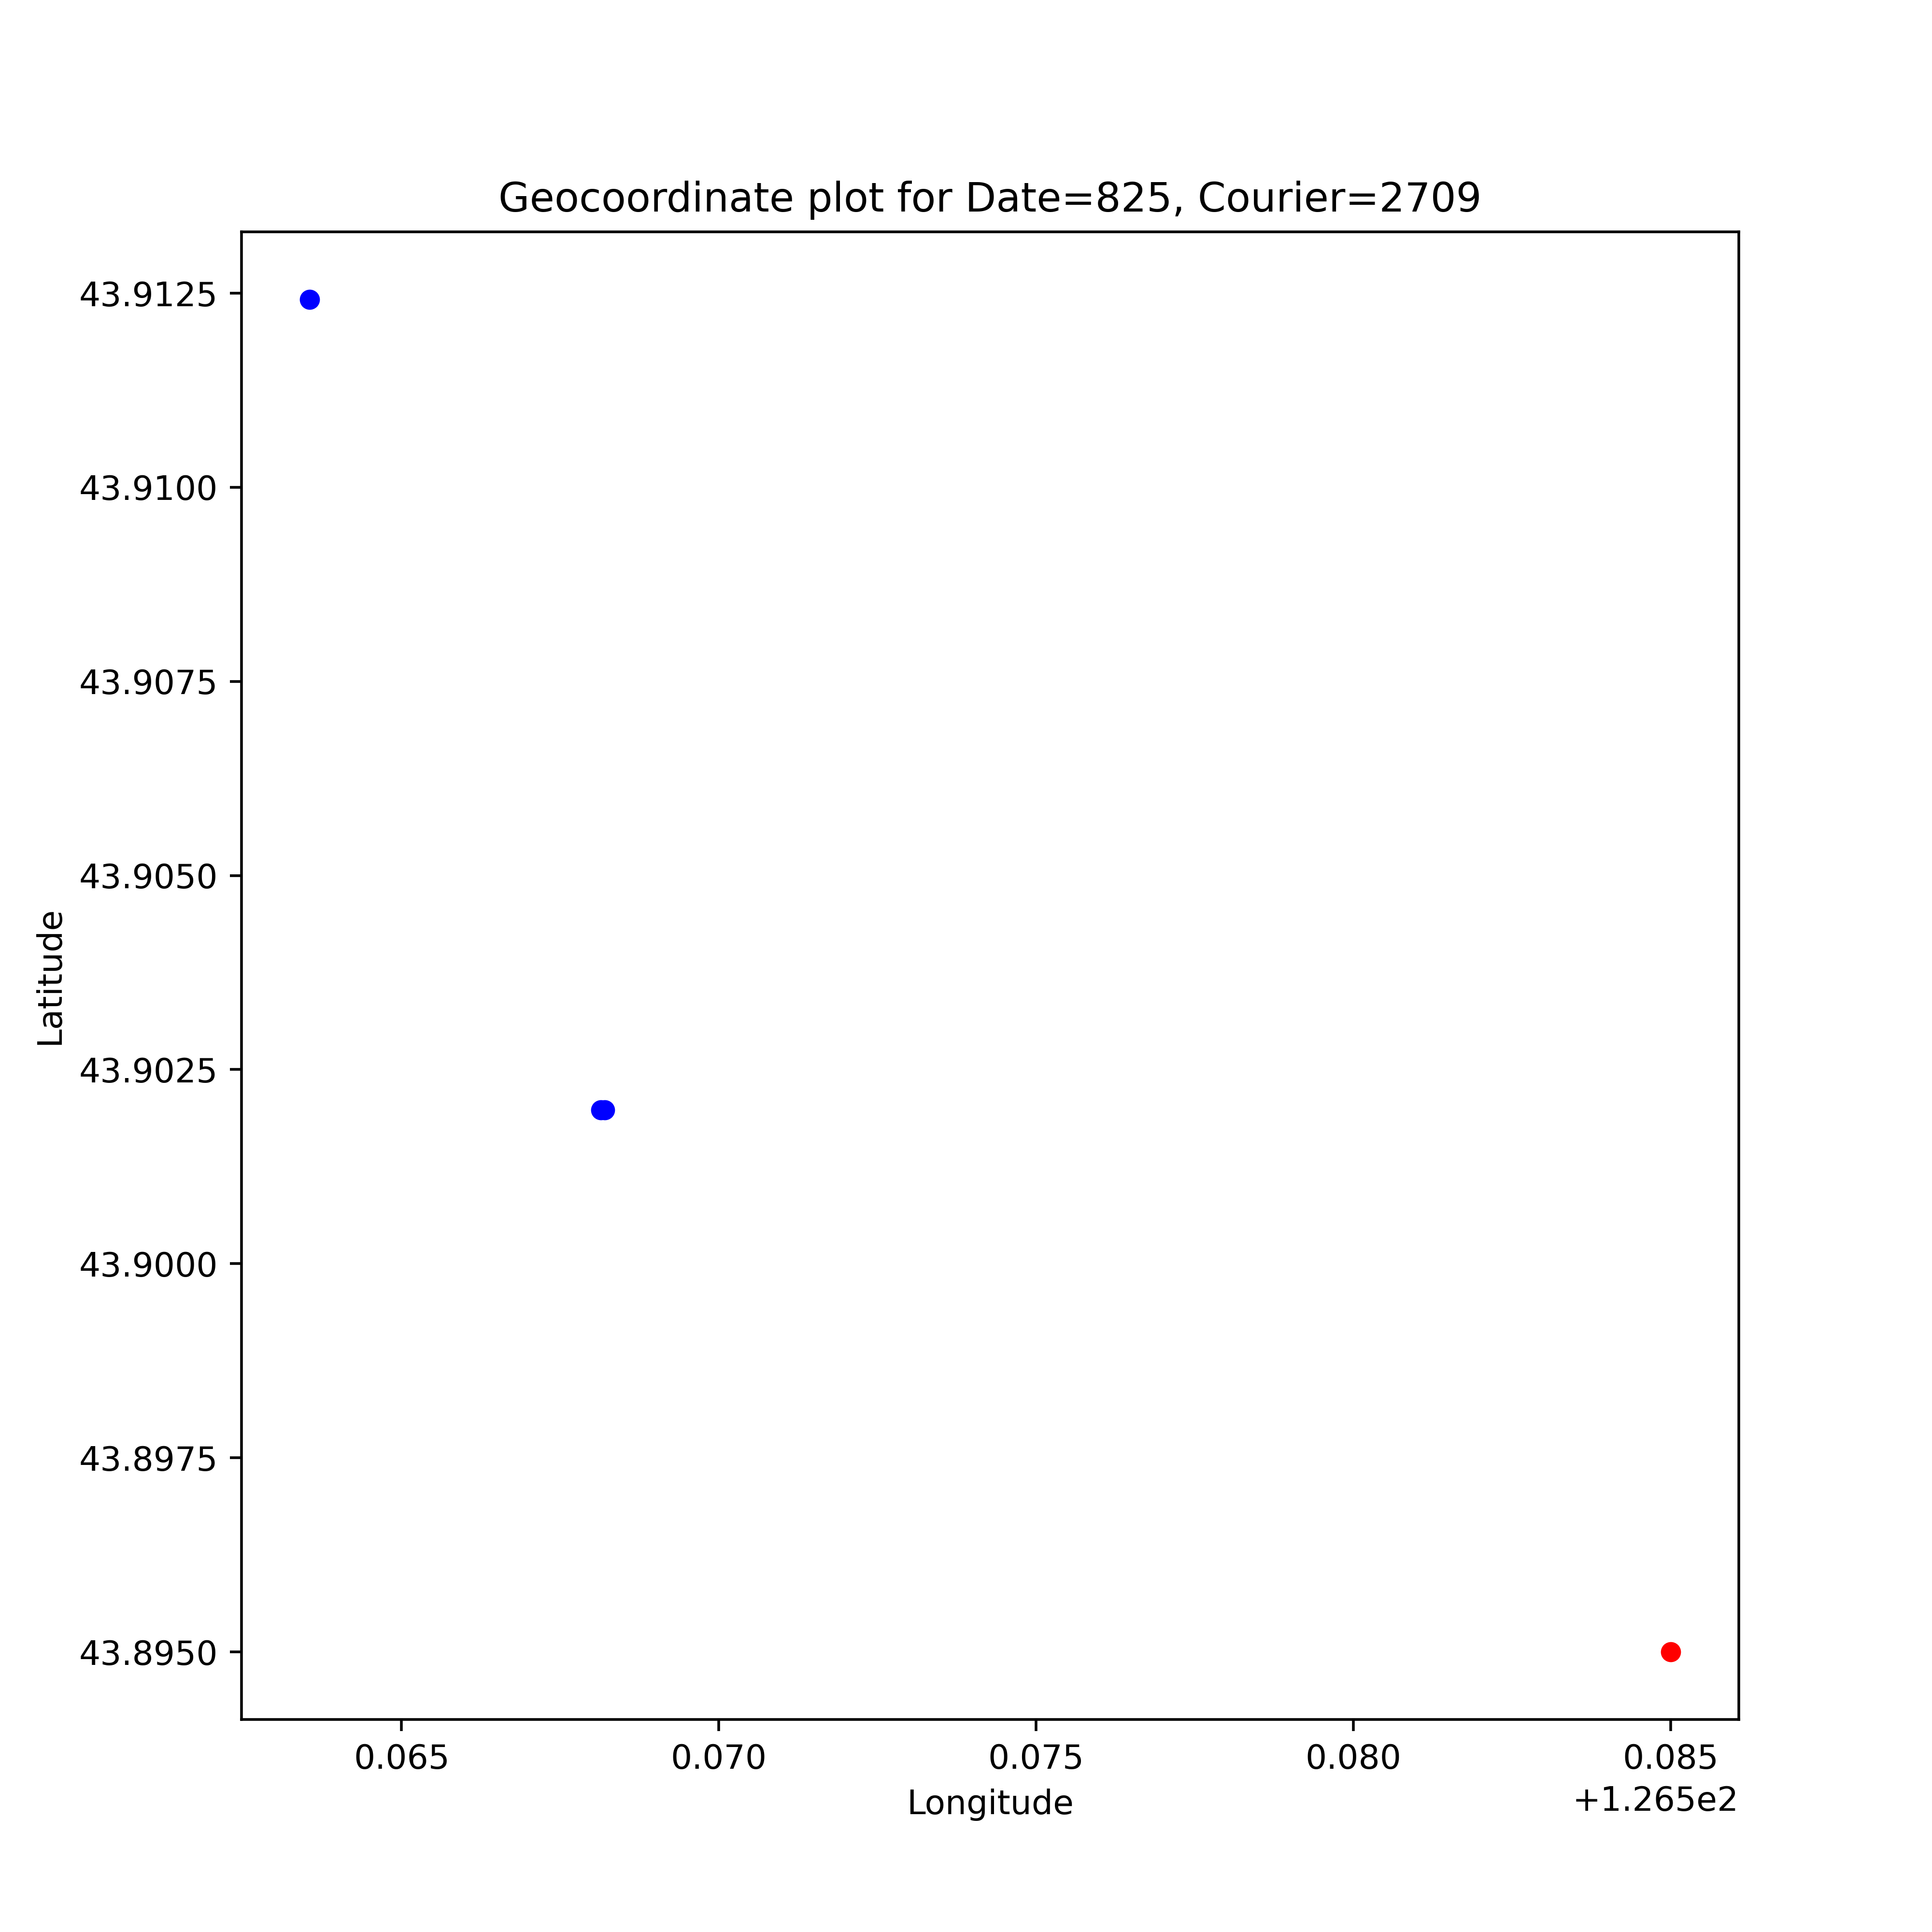 Geocoordinate plot for Date=825, Courier=2709
43.9125
43.9100
43.9075
43.9050
43.9025
43.9000
43.8975
43.8950
Latitude
0.065 0.070 0.075 0.080 0.085
+1.265e2
Longitude